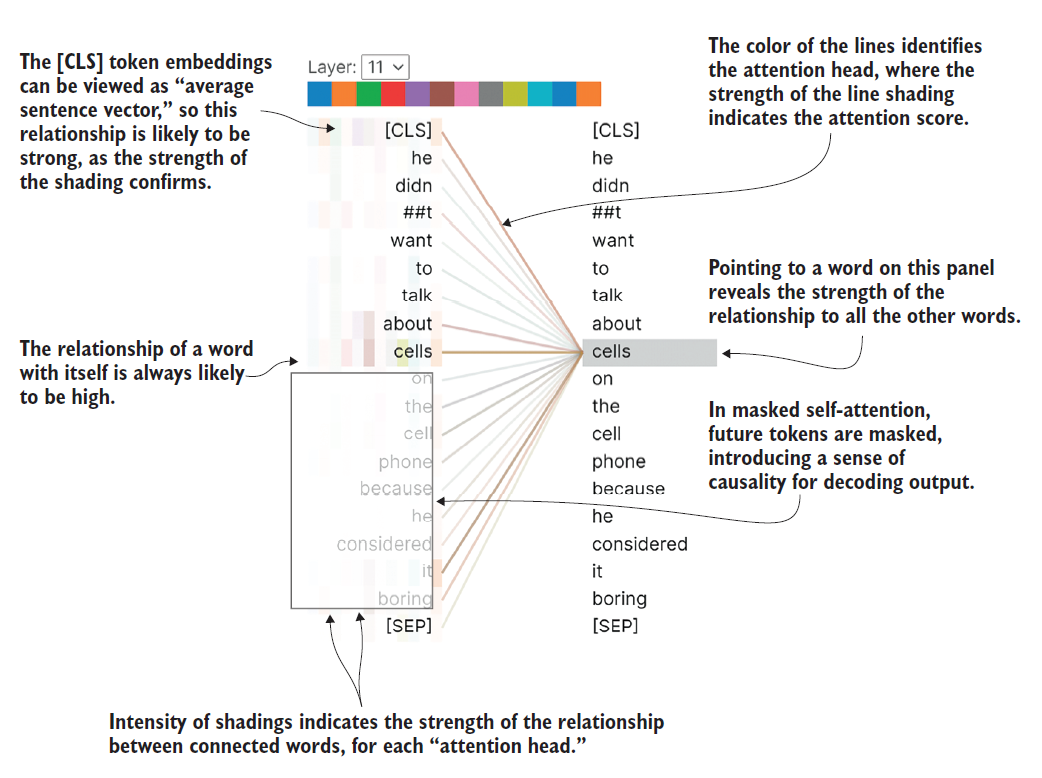 The [CLS] token embeddings
can be viewed as “average
sentence vector,” so this
relationship is likely to be
strong, as the strength of
the shading confirms.
Layer: 11
The color of the lines identifies
the attention head, where the
strength of the line shading
indicates the attention score.
[CLS] [CLS]
he he
didn didn
##t ##t
want want
to to
talk talk
about about
cells cells
on on
the the
cell cell
phone phone
because because
he he
considered considered
it it
boring boring
[SEP] [SEP]
Pointing to a word on this panel
reveals the strength of the
relationship to all the other words.
The relationship of a word
with itself is always likely
to be high.
In masked self-attention,
future tokens are masked,
introducing a sense of
causality for decoding output.
Intensity of shadings indicates the strength of the relationship
between connected words, for each “attention head.”